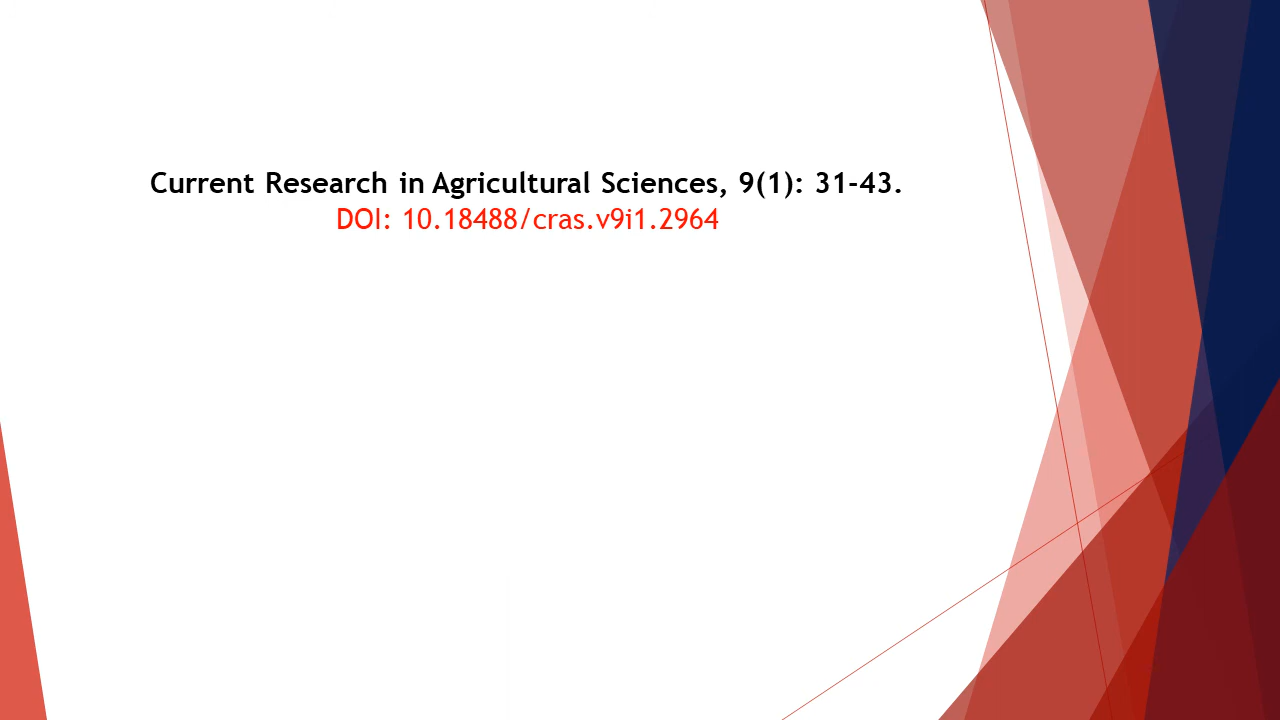 Current Research in Agricultural Sciences, 9(1): 31-43.
DOI: 10.18488/cras.v9i1.2964